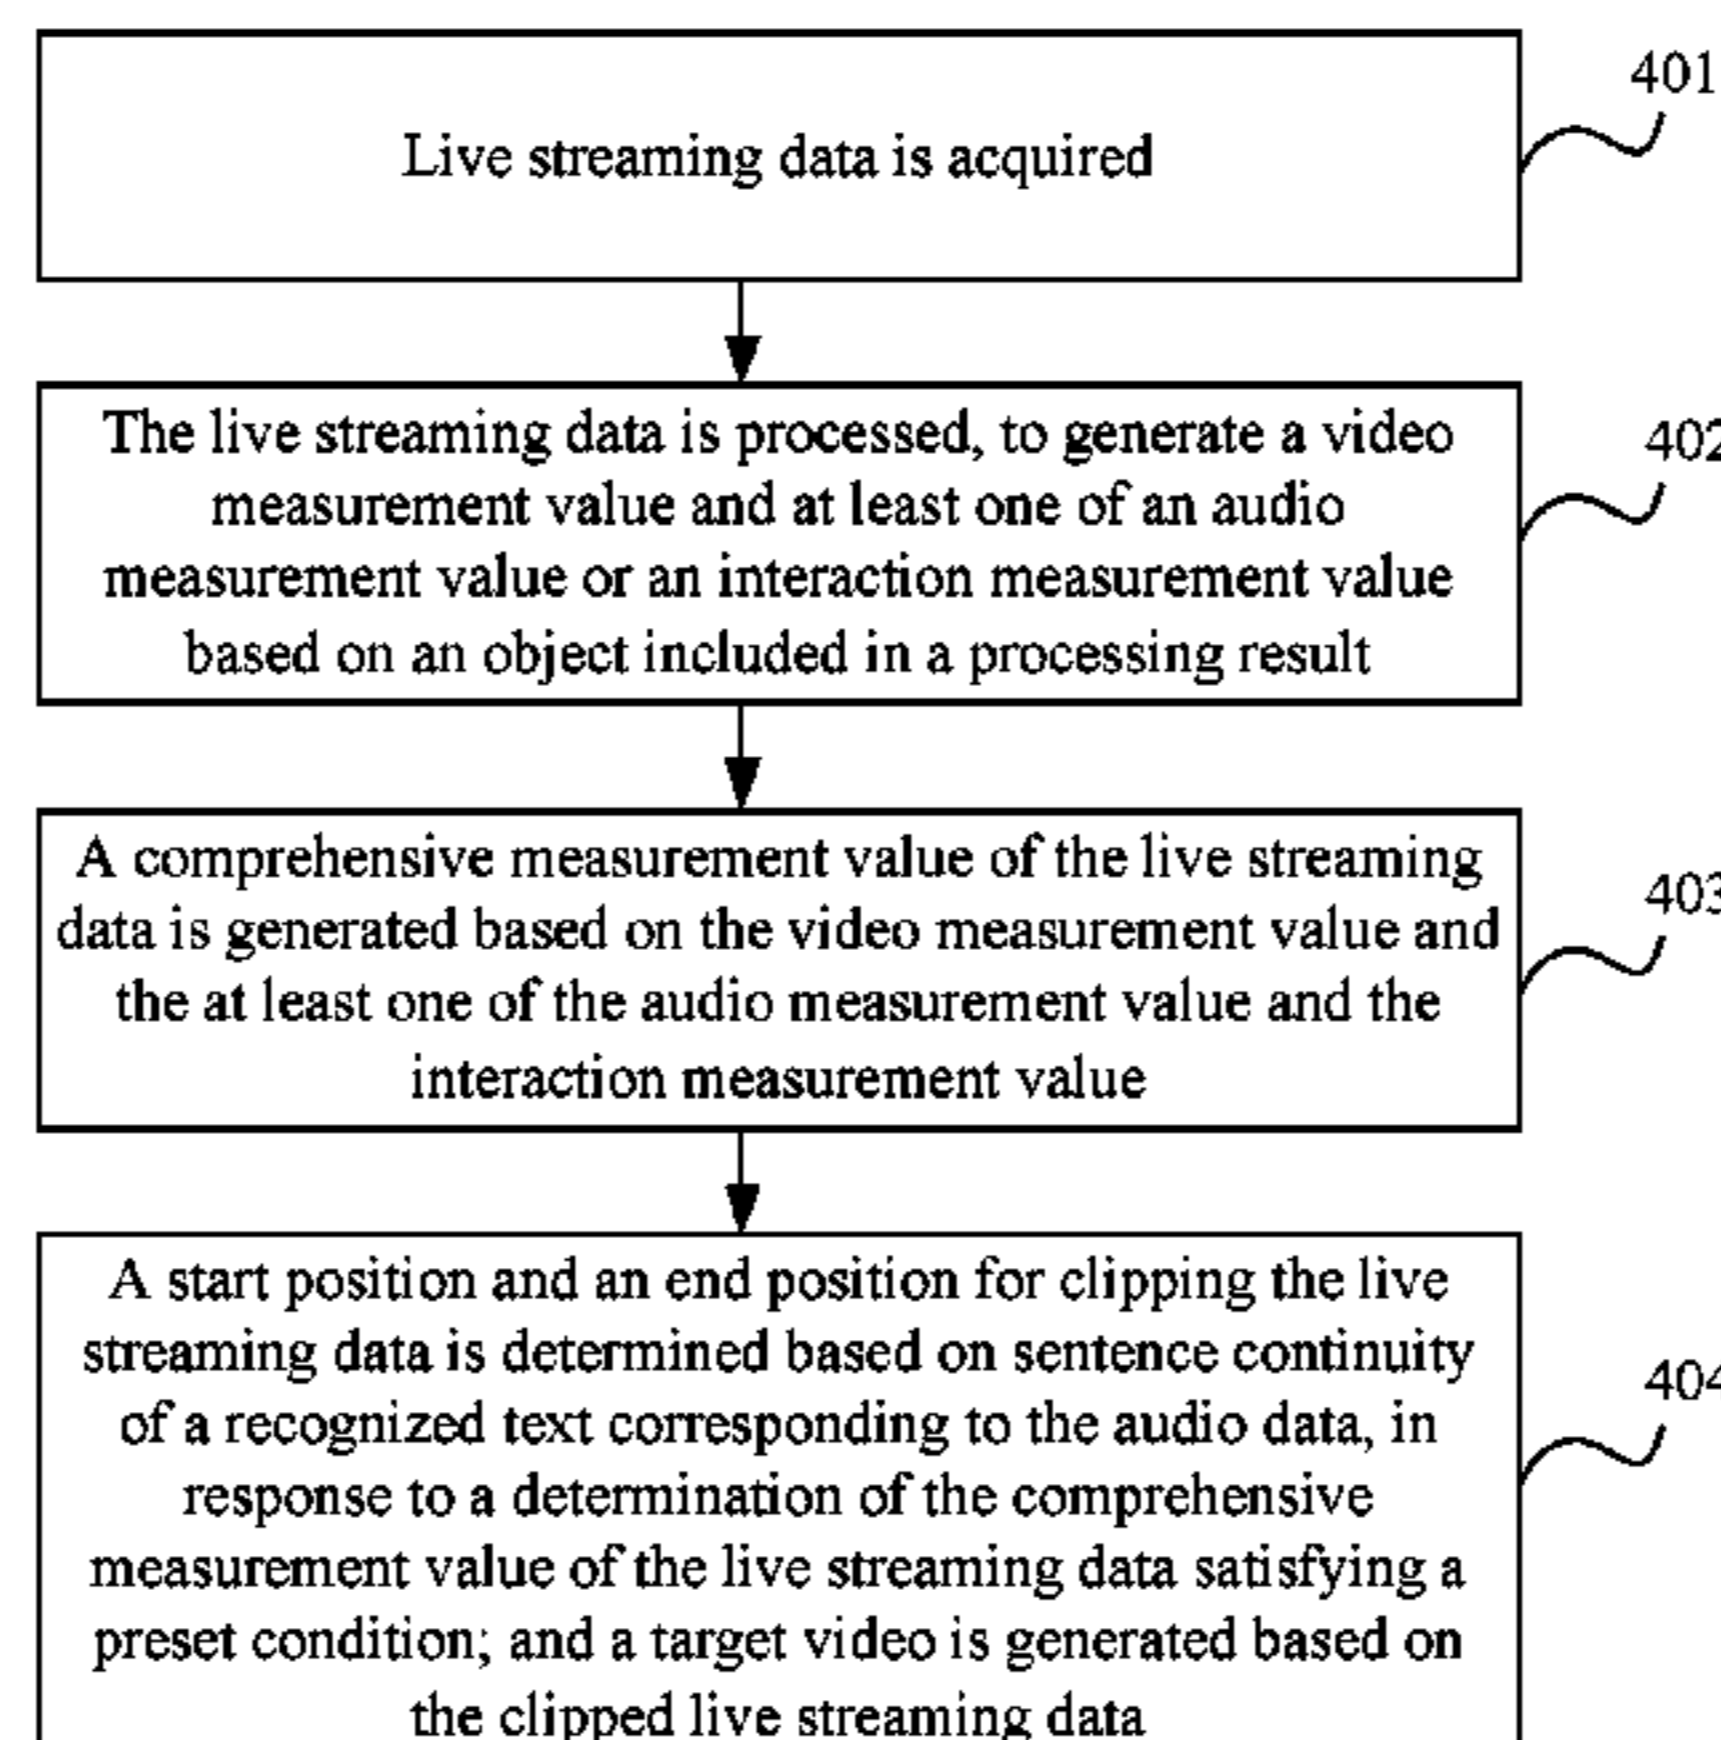 Live streaming data is acquired
401
The live streaming data is processed, to generate a video
measurement value and at least one of an audio
measurement value or an interaction measurement value
based on an object included in a processing result
402
A comprehensive measurement value of the live streaming
data is generated based on the video measurement value and
the at least one of the audio measurement value and the
interaction measurement value
403
A start position and an end position for clipping the live
streaming data is determined based on sentence continuity
of a recognized text corresponding to the audio data, in
response to a determination of the comprehensive
measurement value of the live streaming data satisfying a
preset condition; and a target video is generated based on
the clipped live streaming data
404